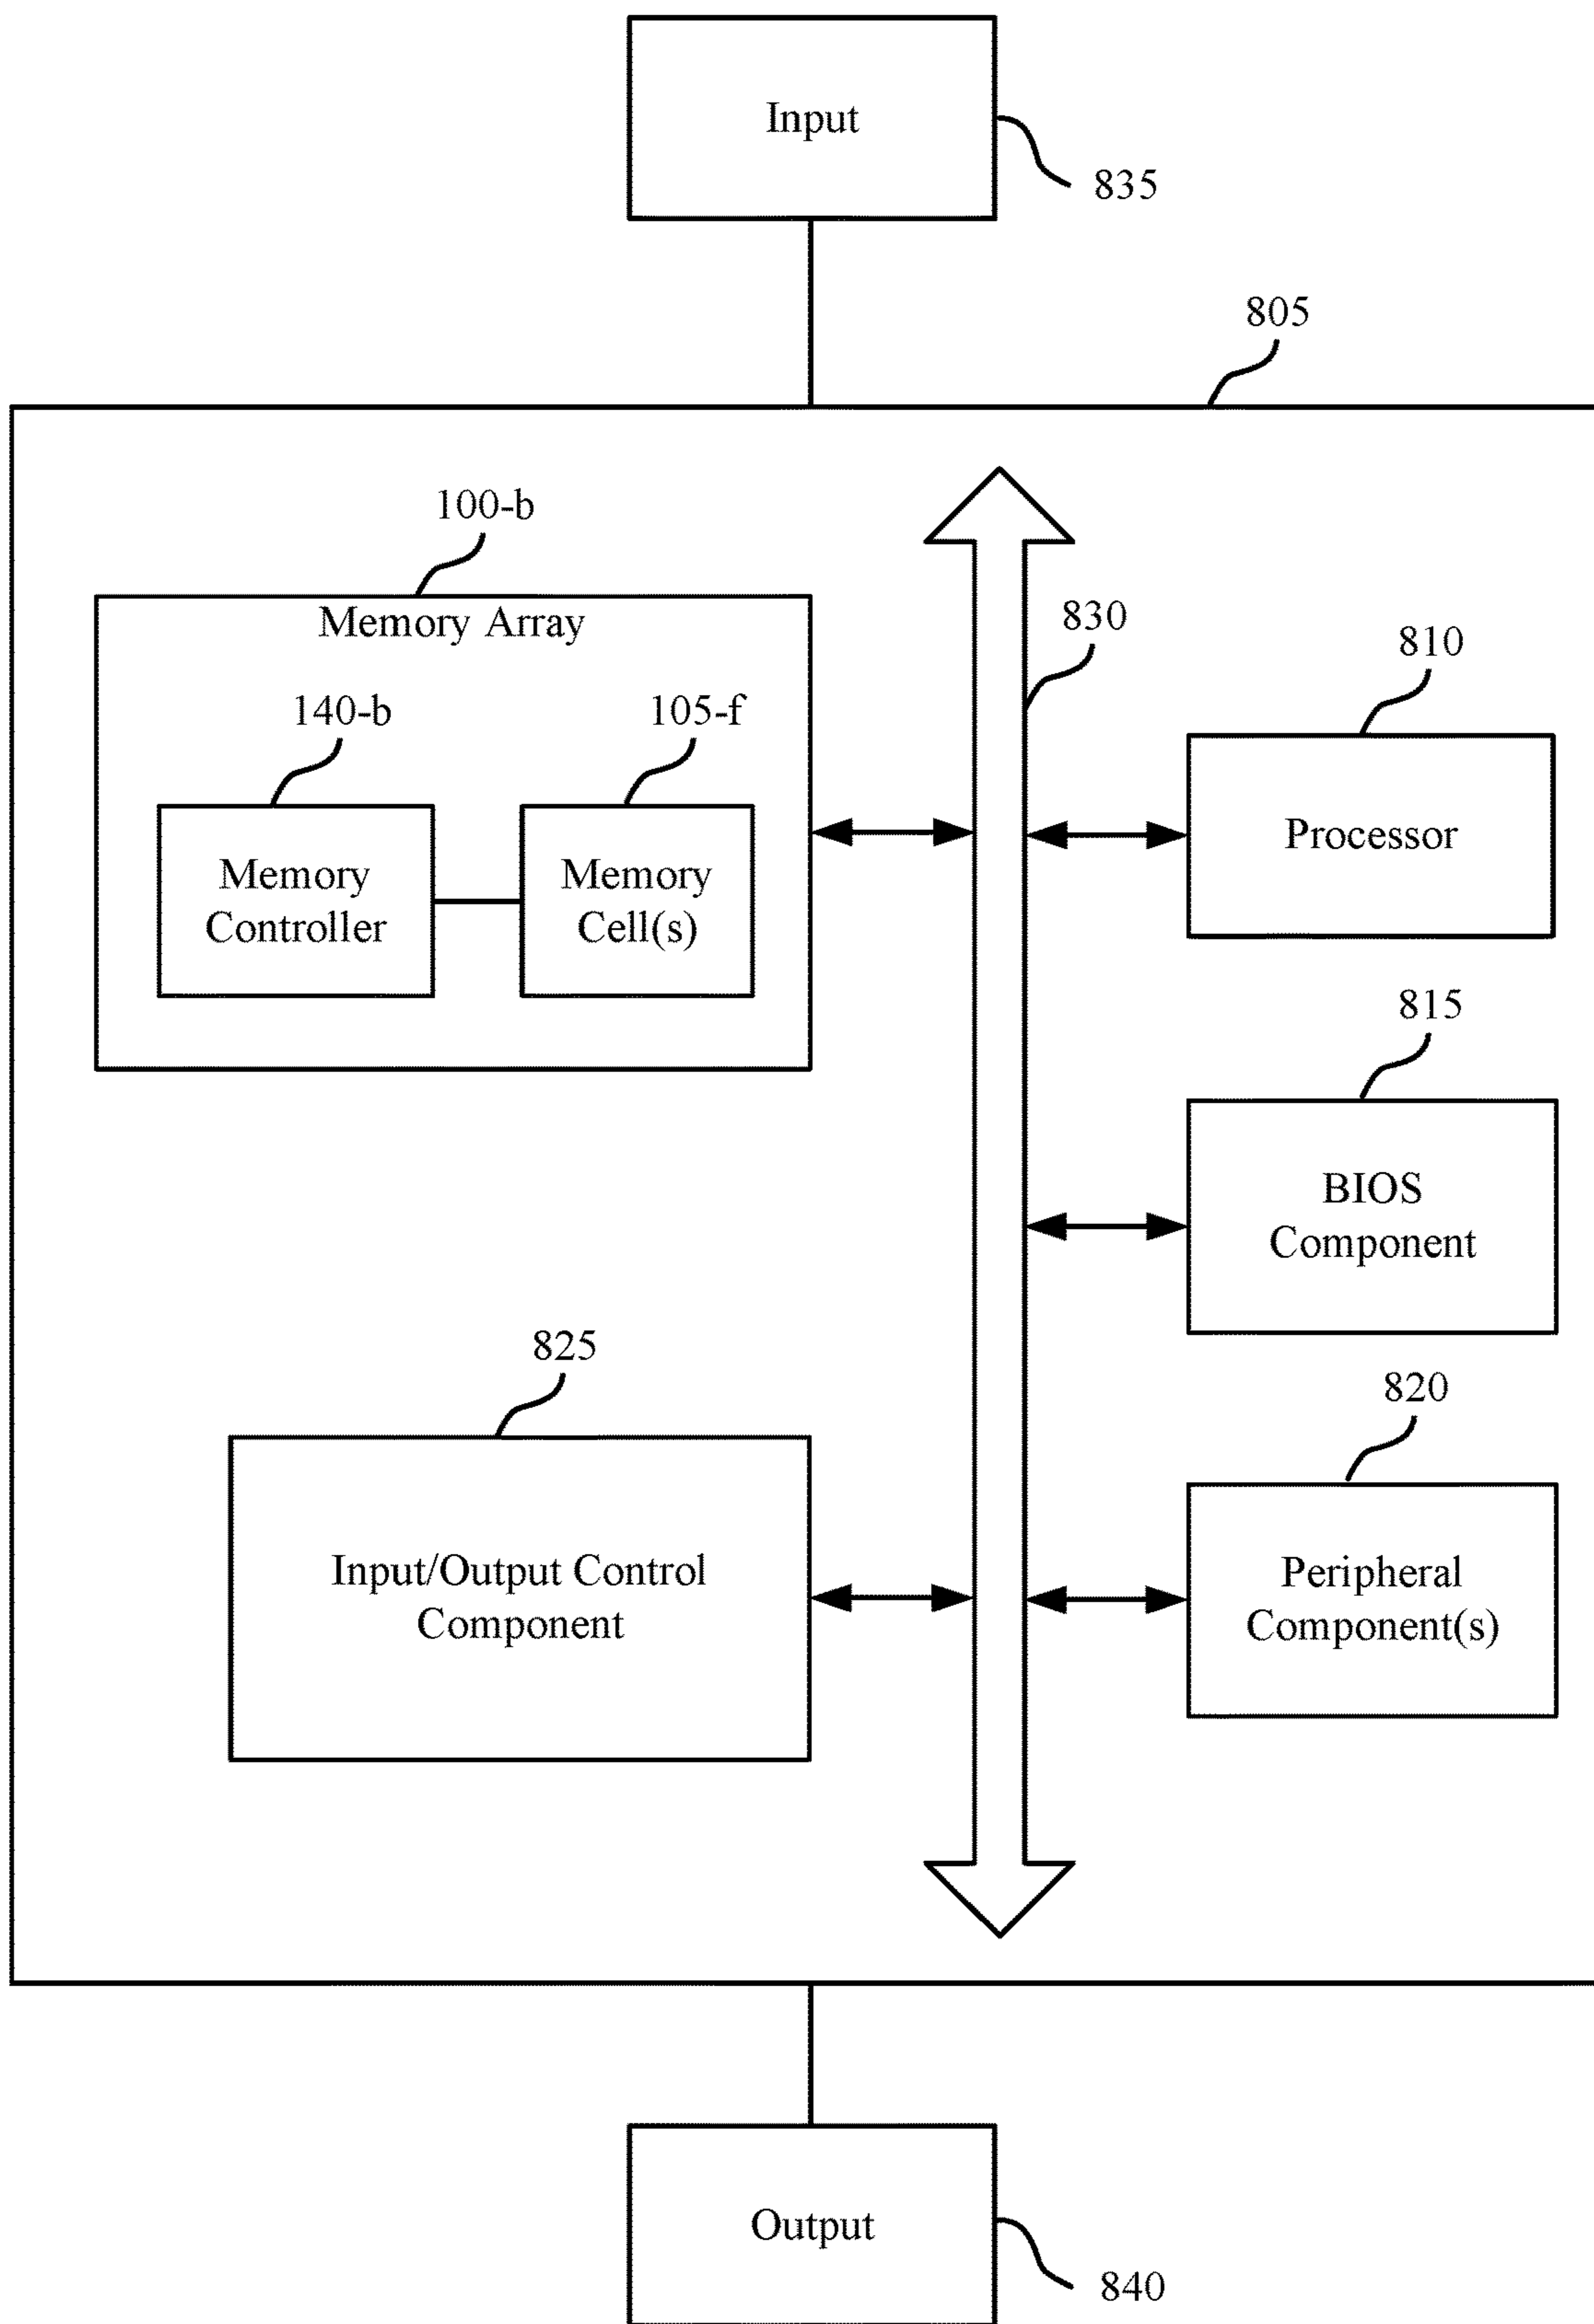 Input
835
805
100-b
Memory Array
830
810
140-b
105-f
Processor
Memory
Controller
Memory
Cell(s)
815
BIOS
Component
825
820
Input/Output Control
Component
Peripheral
Component(s)
Output
840